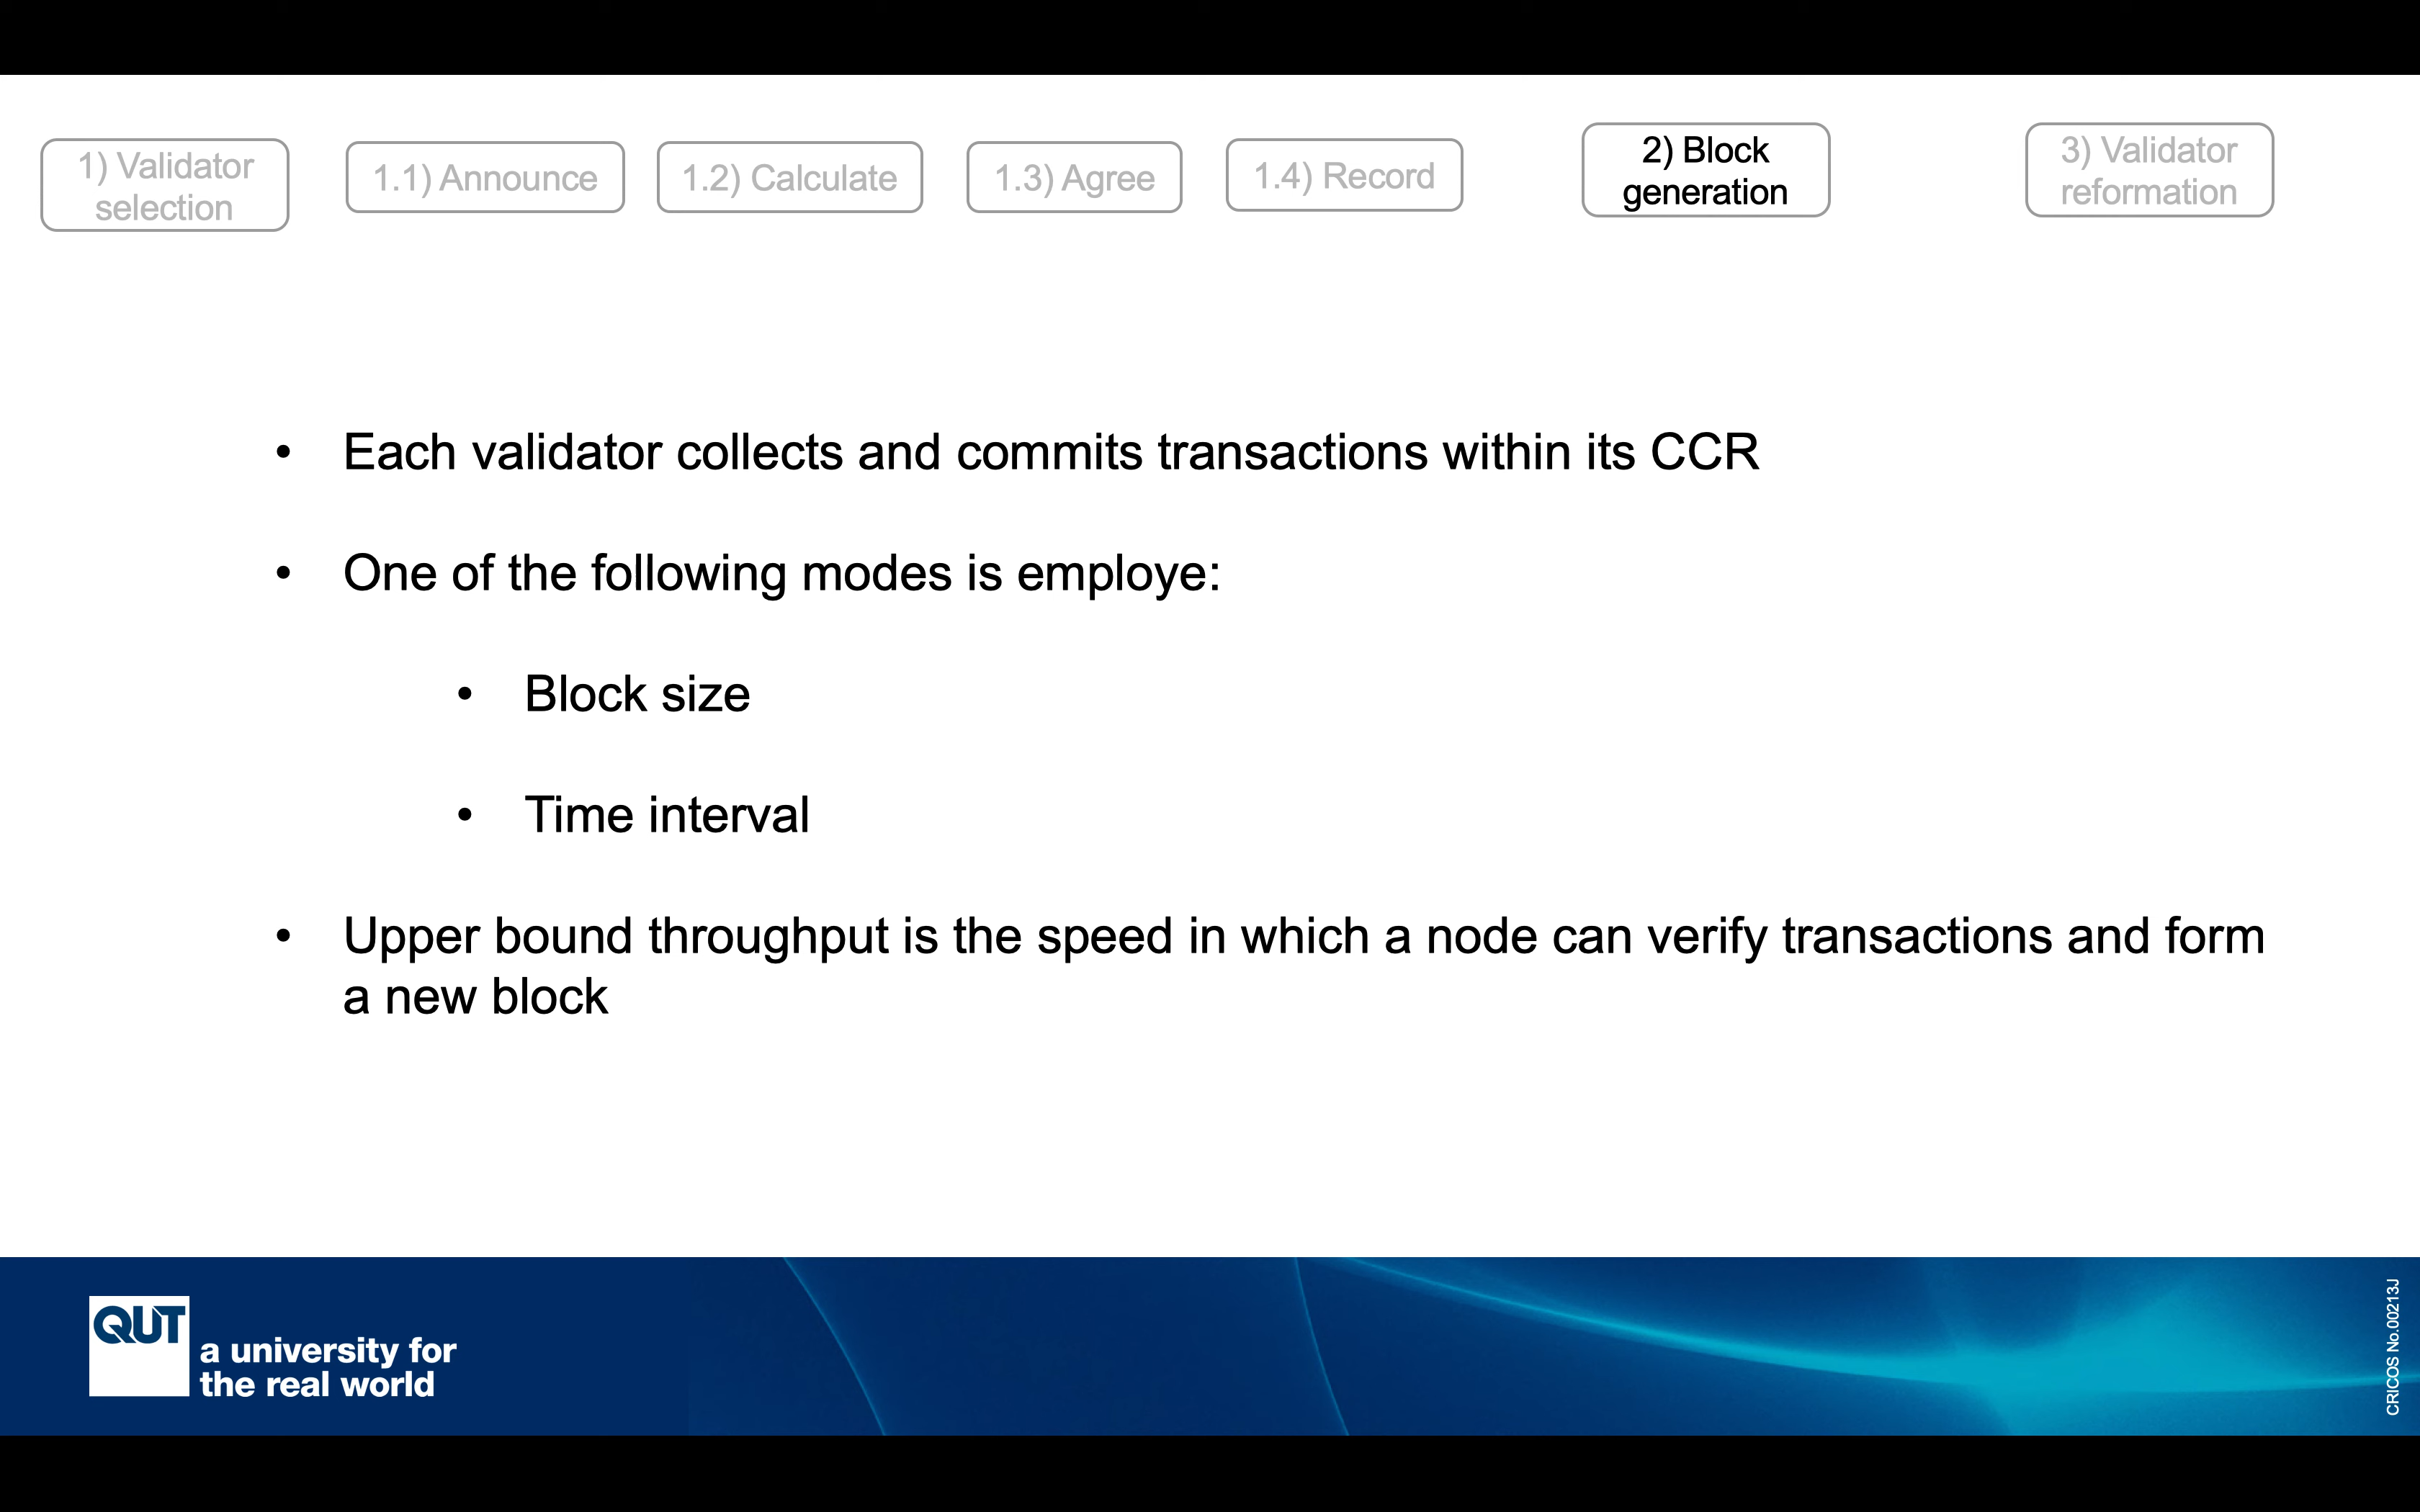 1) Validator
selection
1.1) Announce
1.2) Calculate
1.3) Agree
1.4) Record
2) Block
generation
3) Validator
reformation
• Each validator collects and commits transactions within its CCR
• One of the following modes is employe:
• Block size
• Time interval
• Upper bound throughput is the speed in which a node can verify transactions and form
a new block
QUT
a university for
the real world
CRICOS No.00213J